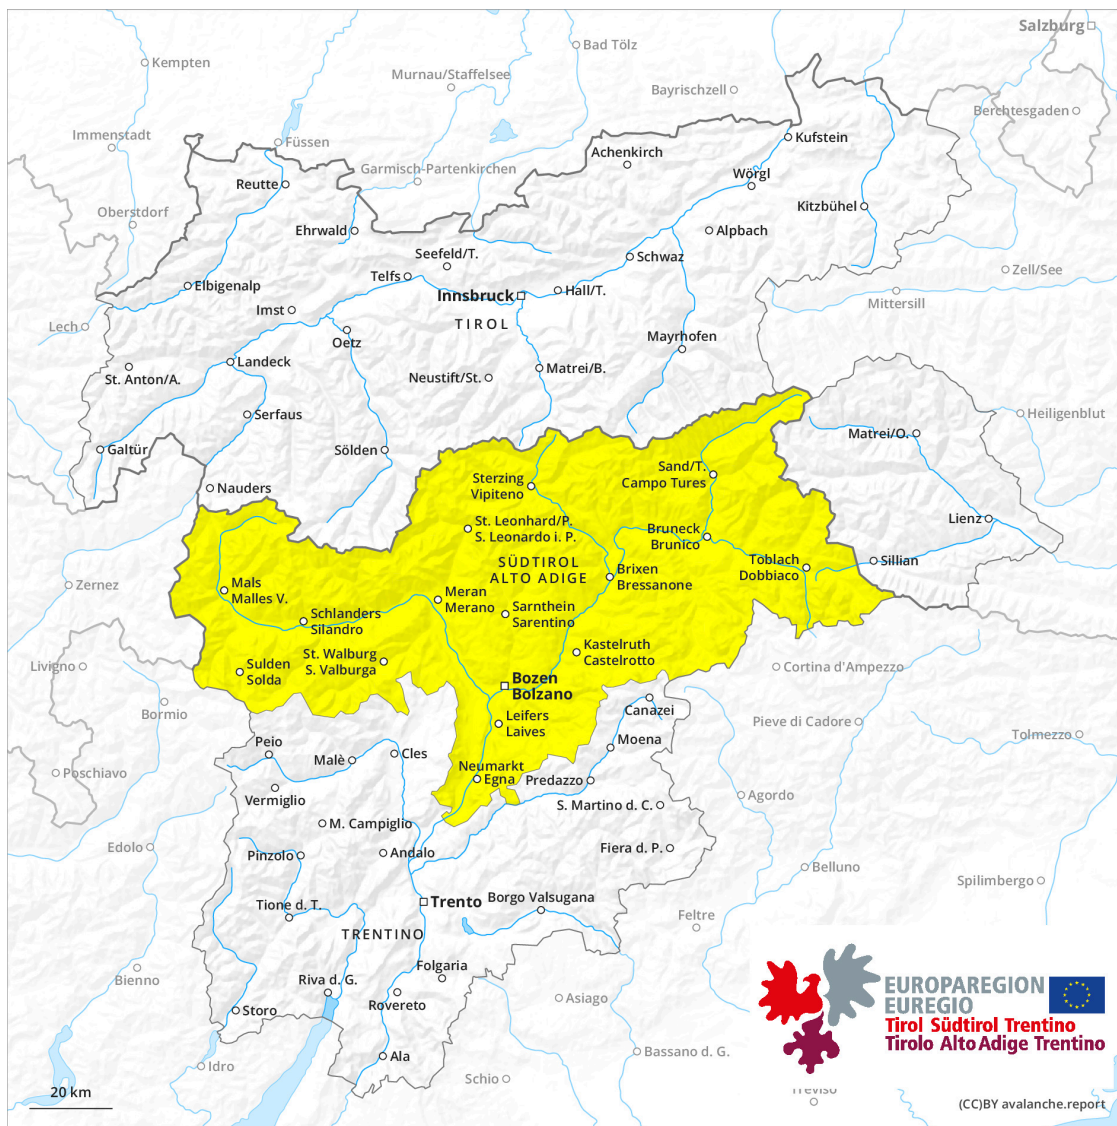 Salzburg
Bad Tölz
Kempten
Murnau/Staffelsee
Bayrischzell
Berchtesgaden
Immenstadt
Füssen
Kufstein
Achenkirch
Garmisch-Partenkirchen
Wörgl
Reutte
Oberstdorf
Kitzbühel
Ehrwald
Alpbach
Seefeld/T.
Schwaz
Zell/See
Telfs
Elbigenalp
Hall/T.
Innsbruck
Mittersill
Imst
TIROL
Lech
Oetz
Mayrhofen
Landeck
Matrei/B.
St. Anton/A.
Neustift/St.
Serfaus
Heiligenblut
Matrei/O.
Galtür
Sölden
Sand/T.
Campo Tures
Sterzing
Vipiteno
Nauders
Lienz
St. Leonhard/P.
S. Leonardo i. P.
Bruneck
Brunico
SÜDTIROL
ALTO ADIGE
Toblach
Dobbiaco
Sillian
Brixen
Bressanone
Zernez
Mals
Malles V.
Meran
Merano
Schlanders
Silandro
Sarnthein
Sarentino
Kastelruth
Castelrotto
St. Walburg
S. Valburga
Livigno
Sulden
Solda
Cortina d'Ampezzo
Bozen
Bolzano
Bormio
Canazei
Leifers
Laives
Pieve di Cadore
Tolmezzo
Peio
Moena
Cles
Malè
Poschiavo
Neumarkt
Egna
Predazzo
Vermiglio
Agordo
S. Martino d. C.
M. Campiglio
Edolo
Fiera d. P.
Pinzolo
Andalo
Belluno
Spilimbergo
Borgo Valsugana
Trento
Tione d. T.
Feltre
TRENTINO
Folgaria
Bienno
Riva d. G.
Rovereto
Asiago
Storo
EUROPAREGION
EUREGIO
Tirol Südtirol Trentino
Tirolo Alto Adige Trentino
Ala
Bassano d. G.
Idro
Schio
Treviso
20 km
(CC)BY avalanche.report